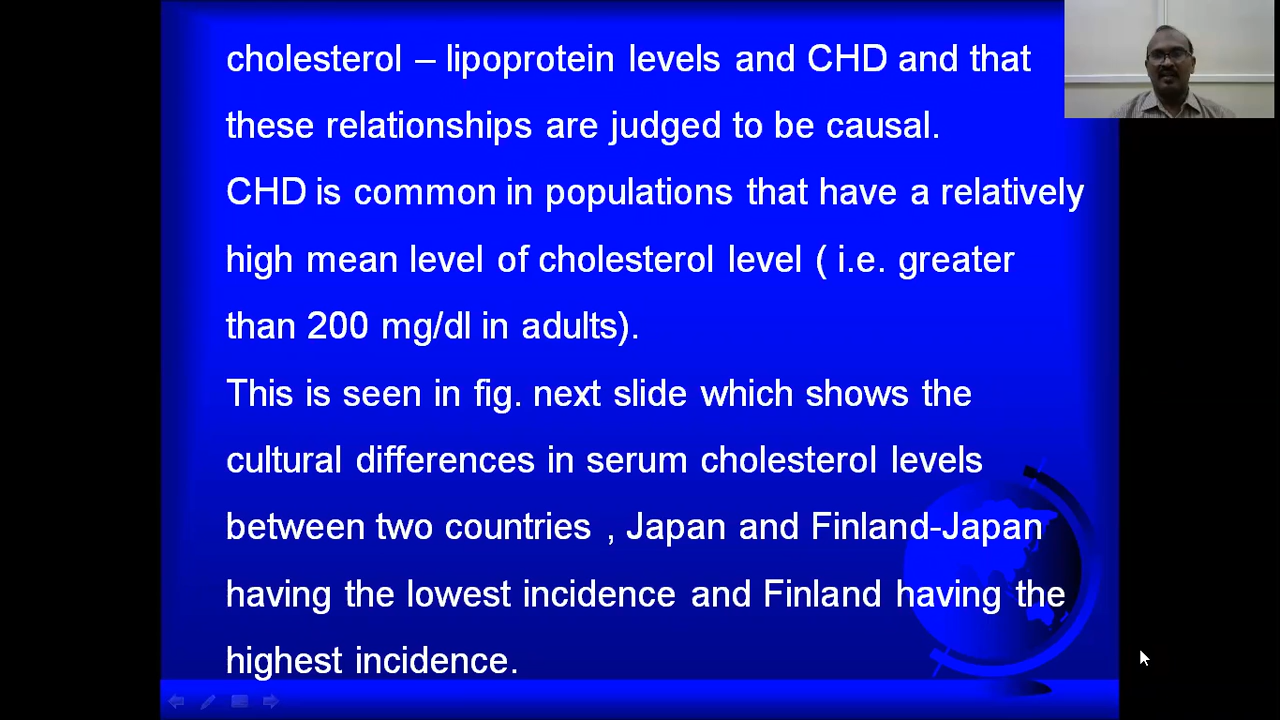 cholesterol – lipoprotein levels and CHD and that
these relationships are judged to be causal.
CHD is common in populations that have a relatively
high mean level of cholesterol level ( i.e. greater
than 200 mg/dl in adults).
This is seen in fig. next slide which shows the
cultural differences in serum cholesterol levels
between two countries , Japan and Finland-Japan
having the lowest incidence and Finland having the
highest incidence.